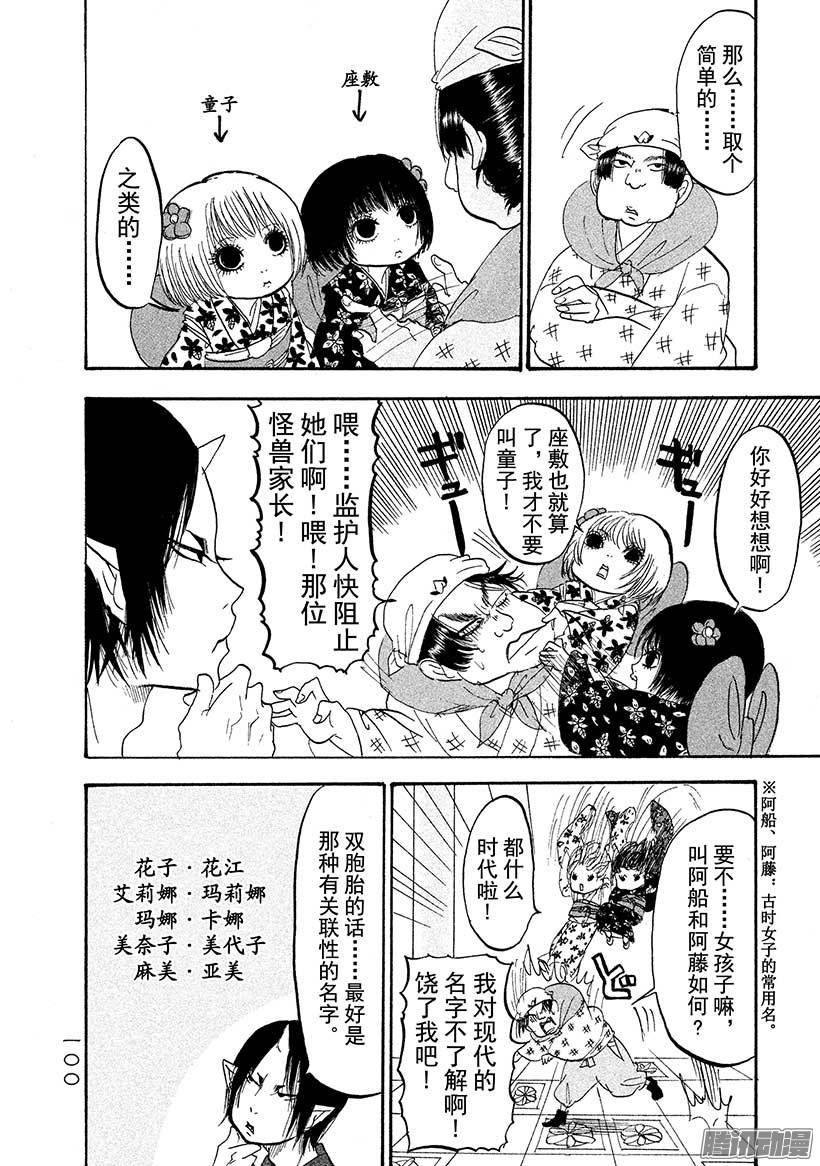 那么……取个
简单的……
座敷
童子
之类的……
你好好想想啊！
座敷也就算
了，我才不要
叫童子！
ギュー
ギュー
喂……监护人快阻止
她们啊！喂！那位
怪兽家长！
※阿船、阿藤：古时女子的常用名。
要不……女孩子嘛，
叫阿船和阿藤如何？
都什么
时代啦！
ド
我对现代的
名字不了解啊！
饶了我吧！
双胞胎的话……最好是
那种有关联性的名字。
花子·花江
艾莉娜·玛莉娜
玛娜·卡娜
美奈子·美代子
麻美·亚美
100
腾讯动漫